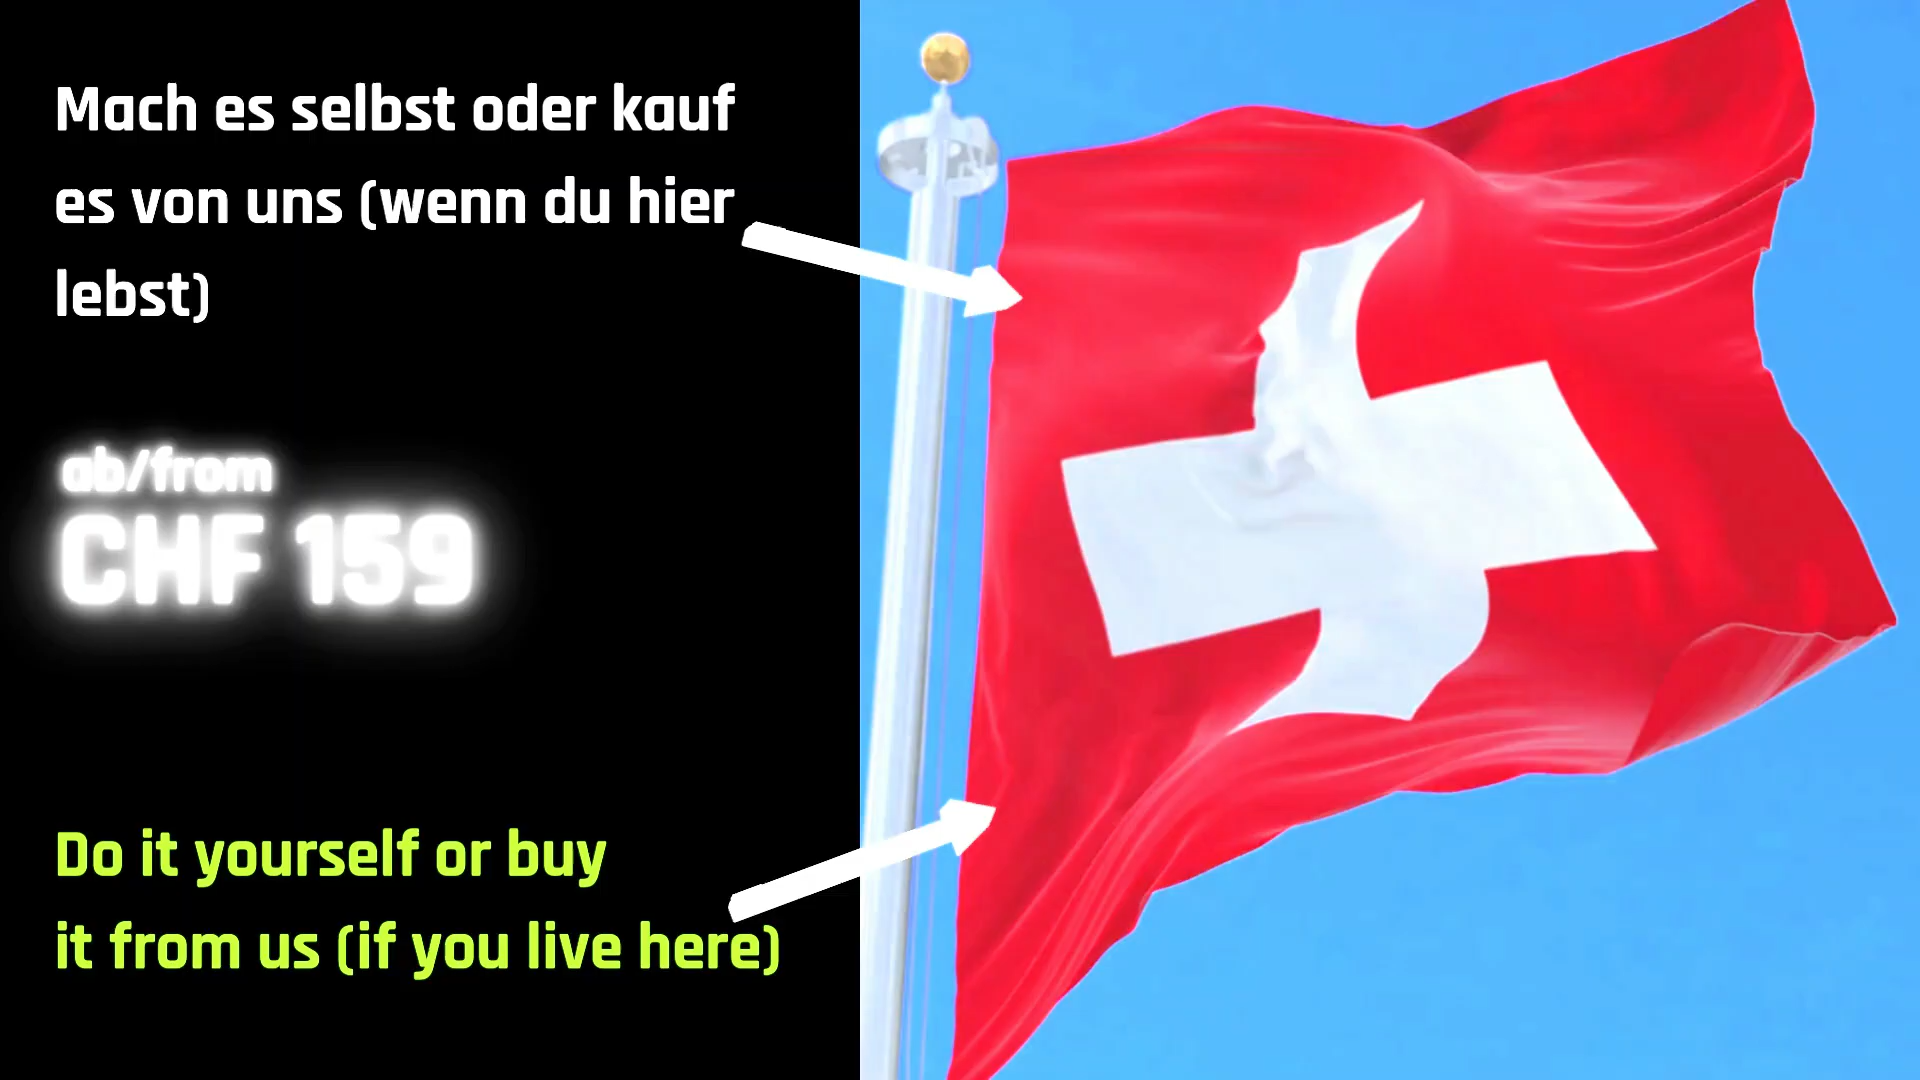 Mach es selbst oder kauf
es von uns (wenn du hier
lebst)
ab/from
CHF 159
Do it yourself or buy
it from us (if you live here)